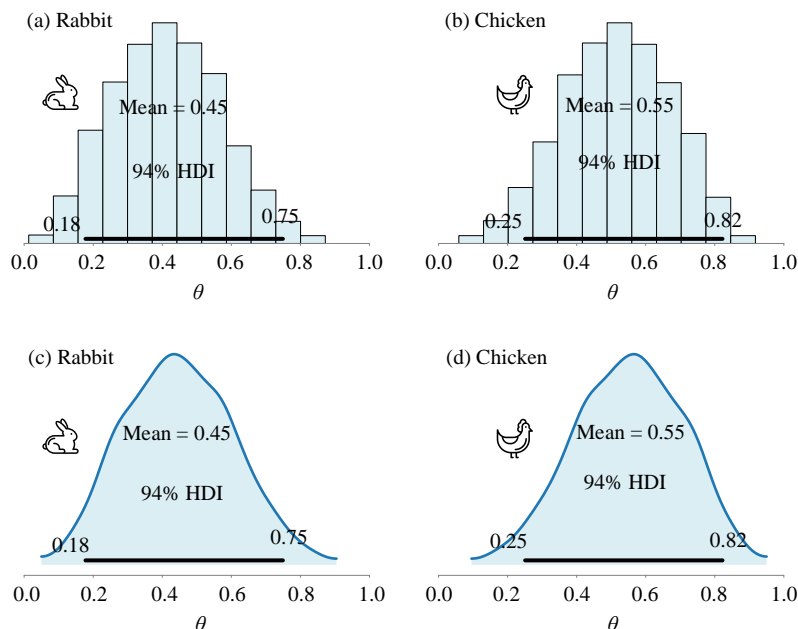 (a) Rabbit
Mean = 0.45
94% HDI
0.18
0.75
0.0 0.2 0.4 0.6 0.8 1.0
θ
(b) Chicken
Mean = 0.55
94% HDI
0.25
0.82
0.0 0.2 0.4 0.6 0.8 1.0
θ
(c) Rabbit
Mean = 0.45
94% HDI
0.18
0.75
0.0 0.2 0.4 0.6 0.8 1.0
θ
(d) Chicken
Mean = 0.55
94% HDI
0.25
0.82
0.0 0.2 0.4 0.6 0.8 1.0
θ